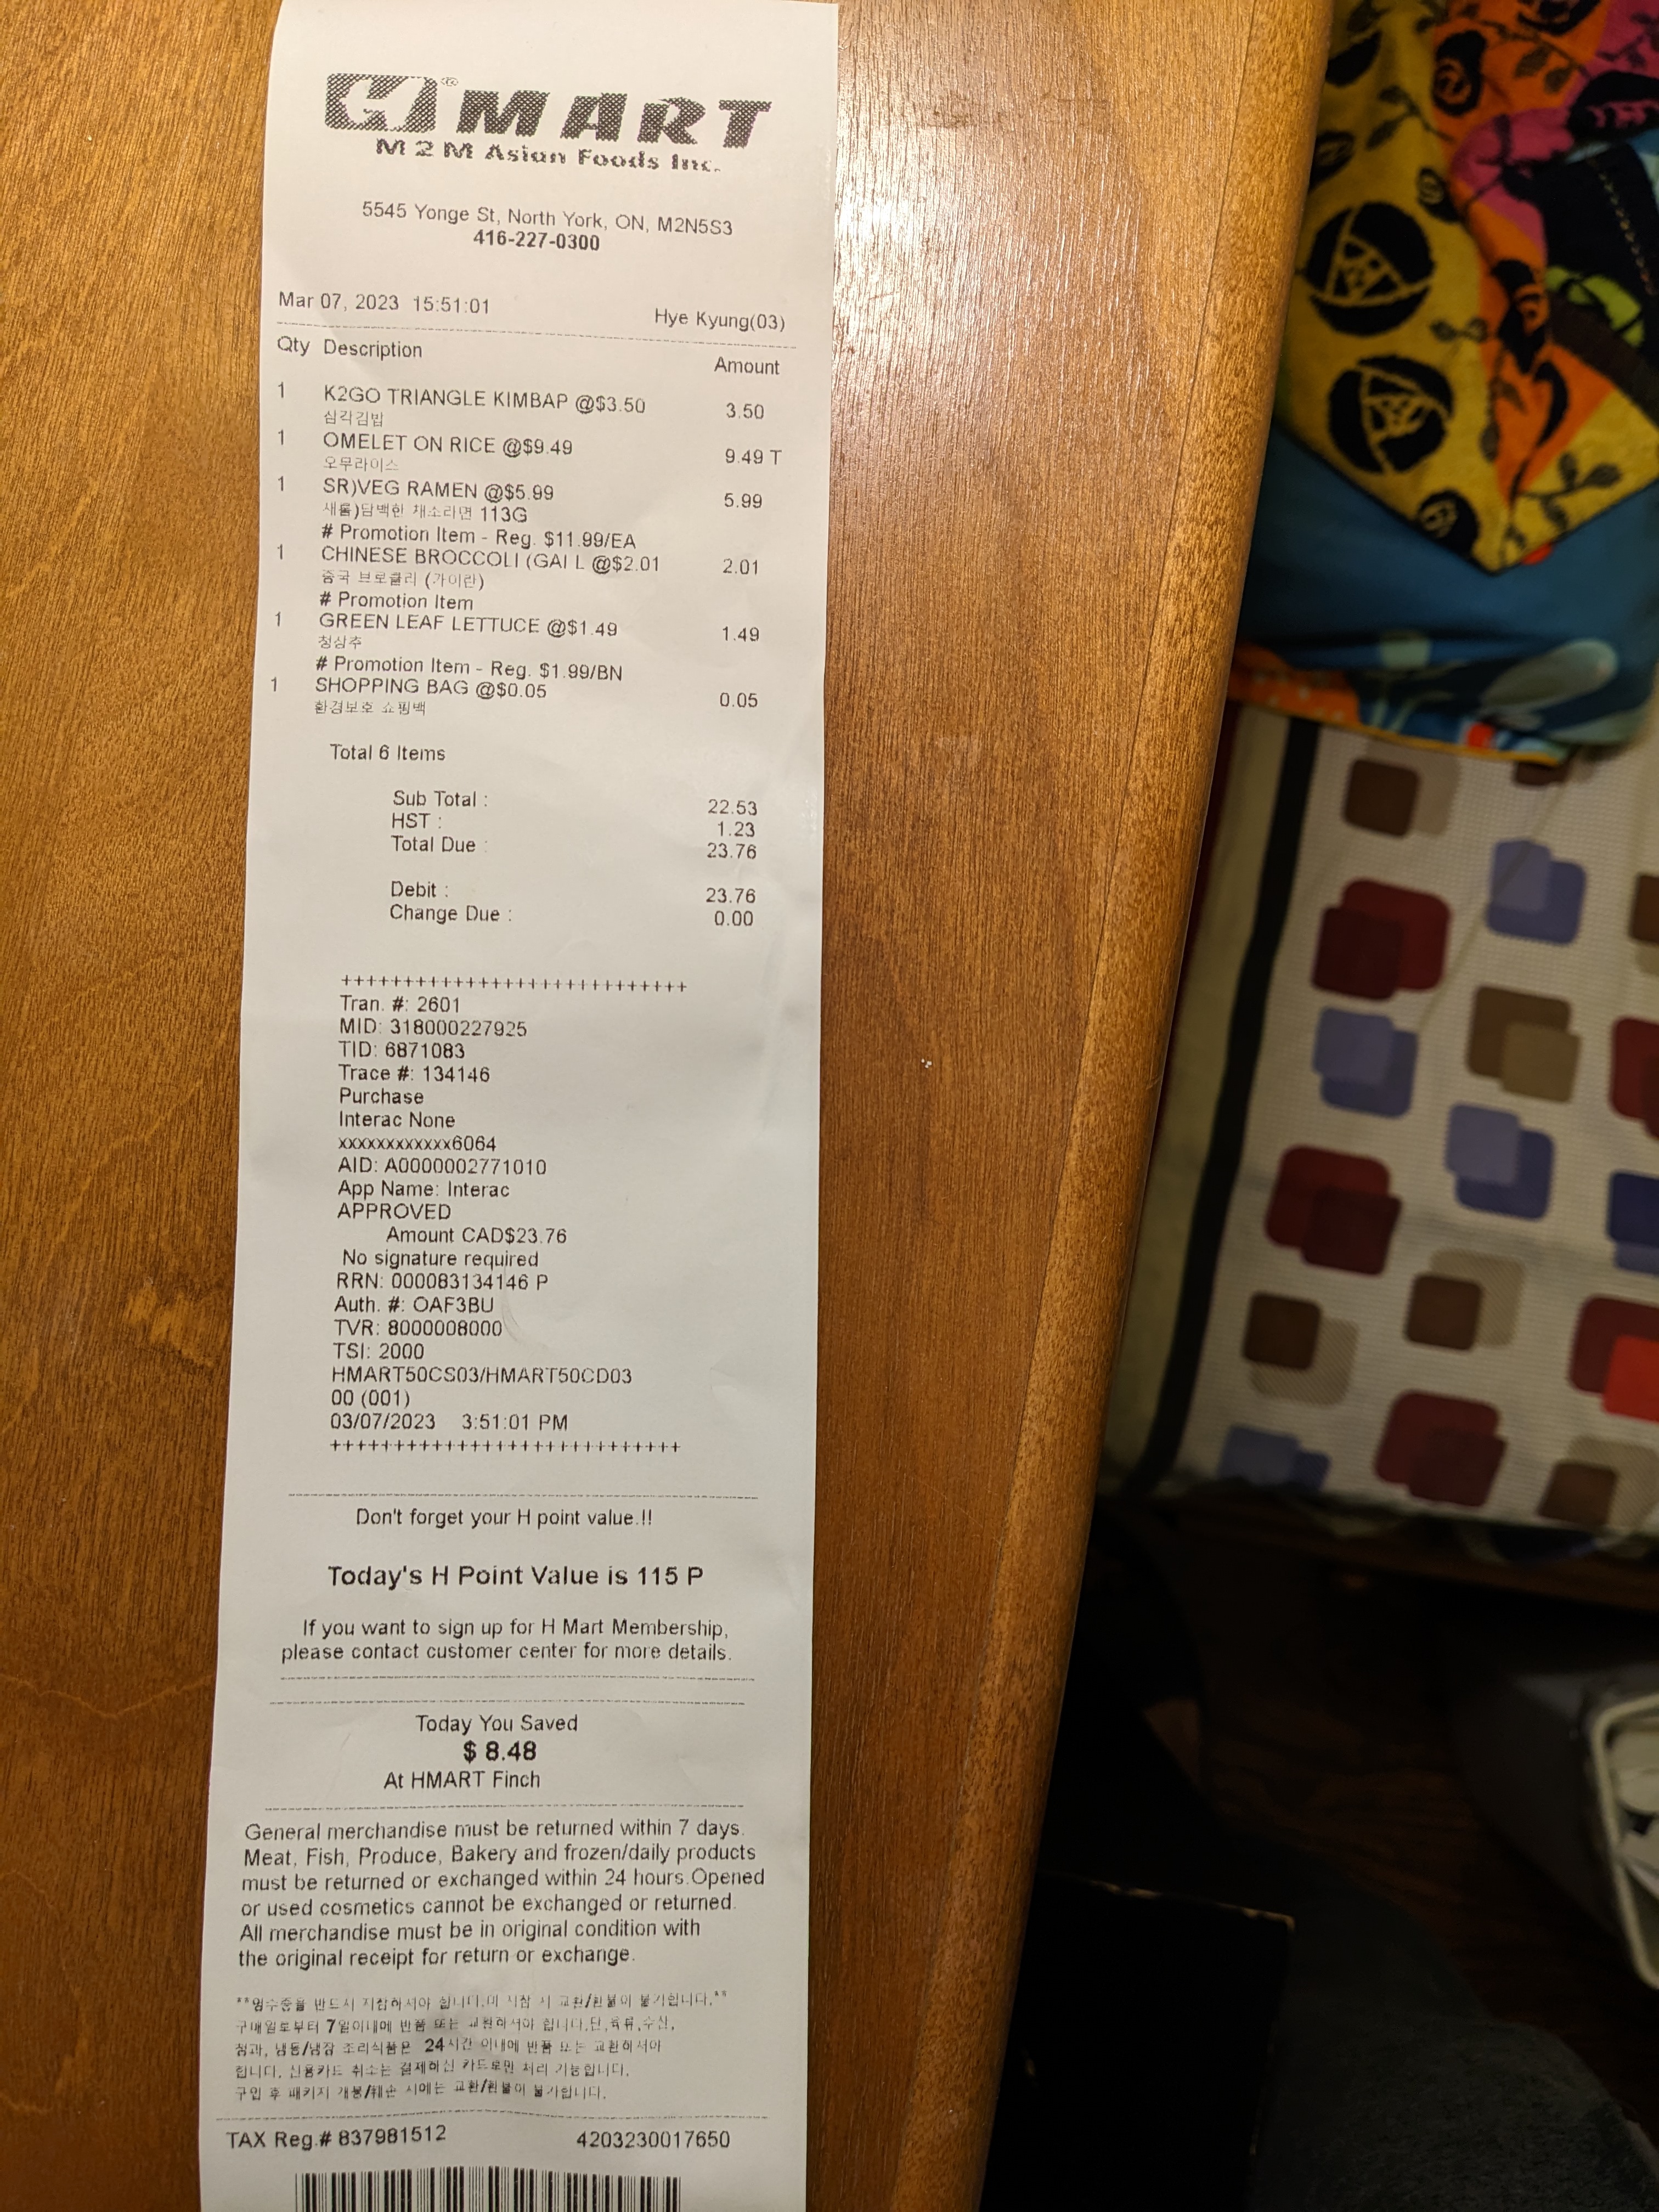 H MART
M2M Asian Foods Inc.
5545 Yonge St, North York, ON, M2N5S3
416-227-0300
Mar 07, 2023 15:51:01 Hye Kyung(03)
Qty Description Amount
1 K2GO TRIANGLE KIMBAP @$3.50 3.50
삼각김밥
1 OMELET ON RICE @$9.49 9.49 T
오무라이스
1 SR)VEG RAMEN @$5.99 5.99
새롬)담백한 채소라면 113G
# Promotion Item - Reg. $11.99/EA
1 CHINESE BROCCOLI (GAI L @$2.01 2.01
중국 브로콜리 (가이란)
# Promotion Item
1 GREEN LEAF LETTUCE @$1.49 1.49
청상추
# Promotion Item - Reg. $1.99/BN
1 SHOPPING BAG @$0.05 0.05
환경보호 쇼핑백
Total 6 Items
Sub Total : 22.53
HST : 1.23
Total Due : 23.76
Debit : 23.76
Change Due : 0.00
+++++++++++++++++++++++++++
Tran. #: 2601
MID: 318000227925
TID: 6871083
Trace #: 134146
Purchase
Interac None
xxxxxxxxxxxx6064
AID: A0000002771010
App Name: Interac
APPROVED
Amount CAD$23.76
No signature required
RRN: 000083134146 P
Auth. #: OAF3BU
TVR: 8000008000
TSI: 2000
HMART50CS03/HMART50CD03
00 (001)
03/07/2023 3:51:01 PM
+++++++++++++++++++++++++++
Don't forget your H point value.!!
Today's H Point Value is 115 P
If you want to sign up for H Mart Membership,
please contact customer center for more details.
Today You Saved
$ 8.48
At HMART Finch
General merchandise must be returned within 7 days.
Meat, Fish, Produce, Bakery and frozen/daily products
must be returned or exchanged within 24 hours.Opened
or used cosmetics cannot be exchanged or returned.
All merchandise must be in original condition with
the original receipt for return or exchange.
**영수증을 반드시 지참하셔야 합니다.미 지참 시 교환/환불이 불가합니다.**
구매일로부터 7일이내에 반품 또는 교환하셔야 합니다.단,육류,수산,
청과, 냉동/냉장 조리식품은 24시간 이내에 반품 또는 교환하셔야
합니다. 신용카드 취소는 결제하신 카드로만 처리 가능합니다.
구입 후 패키지 개봉/훼손 시에는 교환/환불이 불가합니다.
TAX Reg.# 837981512 4203230017650